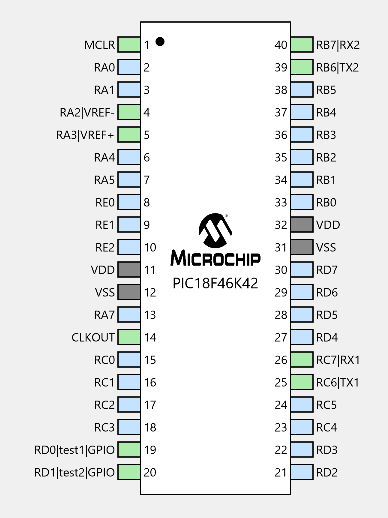 MCLR 1 40 RB7|RX2
RA0 2 39 RB6|TX2
RA1 3 38 RB5
RA2|VREF- 4 37 RB4
RA3|VREF+ 5 36 RB3
RA4 6 35 RB2
RA5 7 34 RB1
RE0 8 33 RB0
RE1 9 32 VDD
RE2 10 31 VSS
MICROCHIP
VDD 11 30 RD7
PIC18F46K42
VSS 12 29 RD6
RA7 13 28 RD5
CLKOUT 14 27 RD4
RC0 15 26 RC7|RX1
RC1 16 25 RC6|TX1
RC2 17 24 RC5
RC3 18 23 RC4
RD0|test1|GPIO 19 22 RD3
RD1|test2|GPIO 20 21 RD2